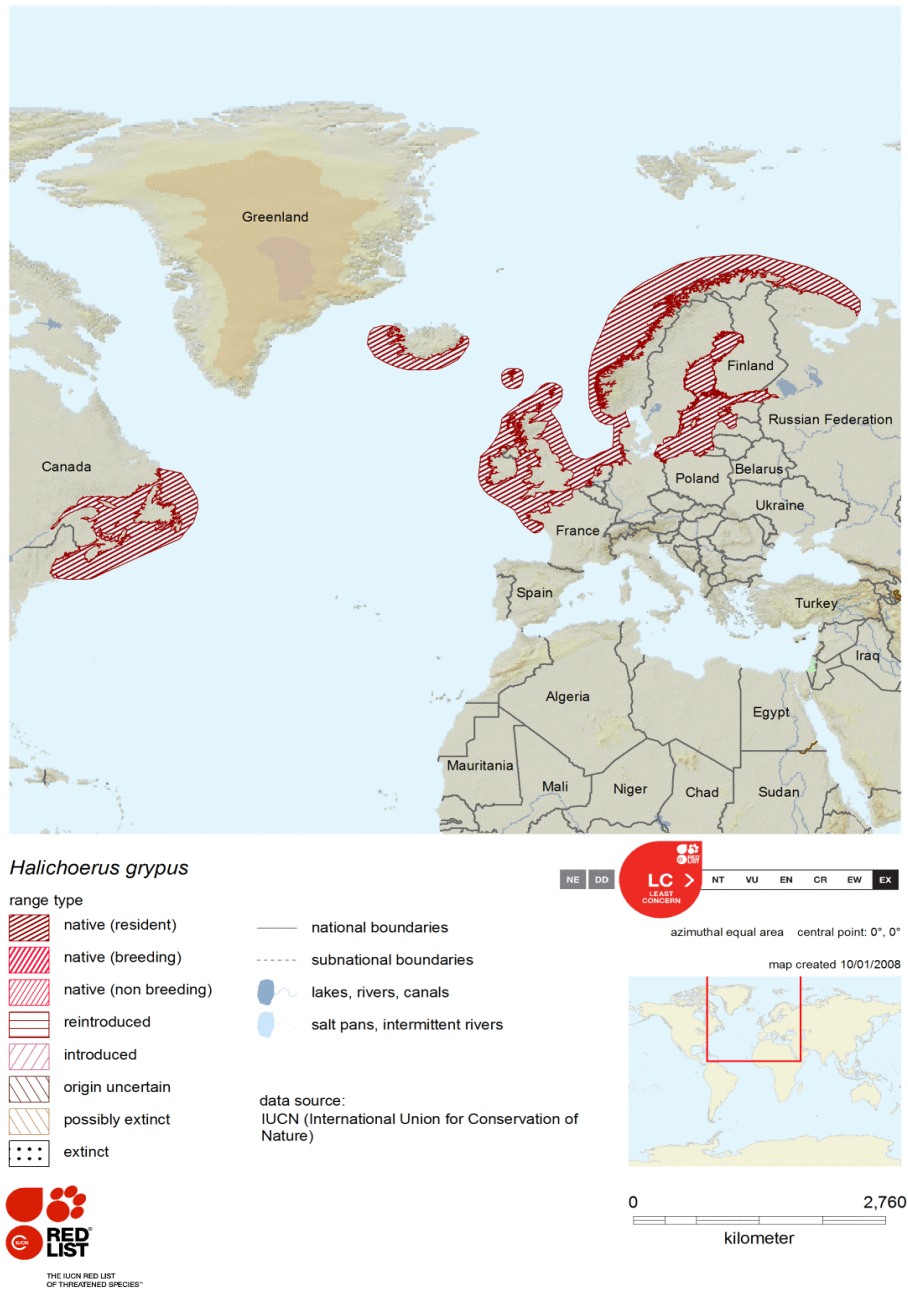 Greenland
Finland
Russian Federation
Canada
Poland
Belarus
Ukraine
France
Spain
Turkey
Iraq
Algeria
Egypt
Mauritania
Mali
Niger
Chad
Sudan
Halichoerus grypus
range type
native (resident)
native (breeding)
native (non breeding)
reintroduced
introduced
origin uncertain
possibly extinct
extinct
national boundaries
subnational boundaries
lakes, rivers, canals
salt pans, intermittent rivers
data source:
IUCN (International Union for Conservation of
Nature)
NE DD LC NT VU EN CR EW EX
LEAST
CONCERN
azimuthal equal area central point: 0°, 0°
map created 10/01/2008
0 2,760
kilometer
IUCN
RED
LIST
THE IUCN RED LIST
OF THREATENED SPECIES™